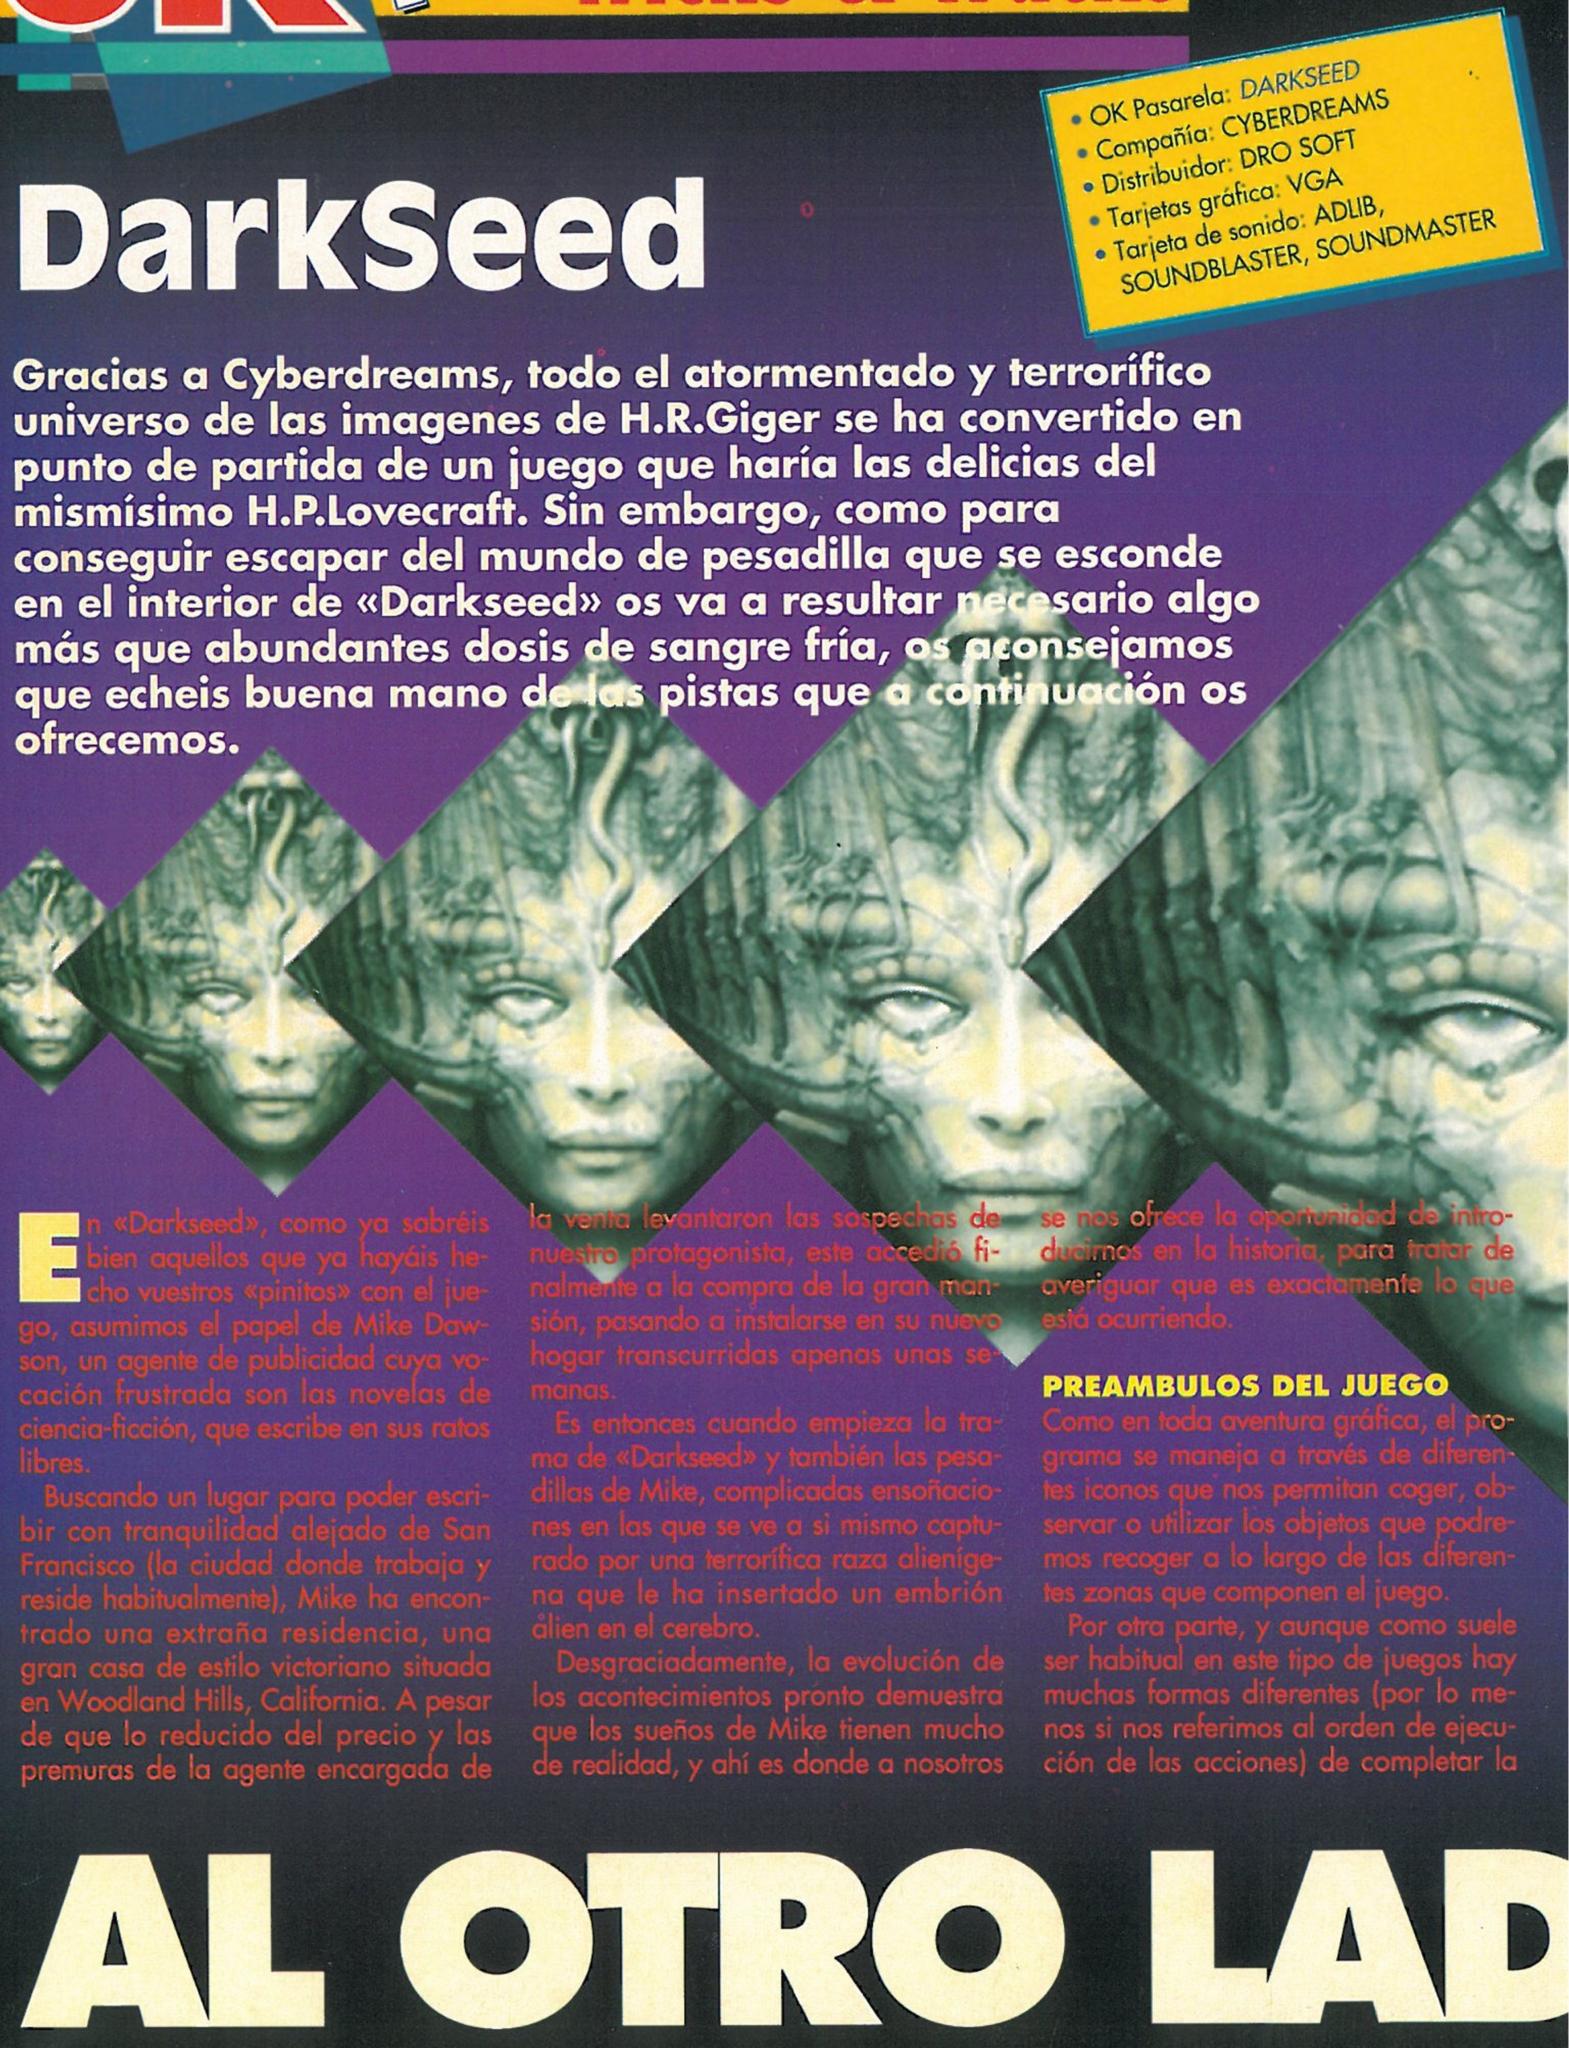 OK
DarkSeed
• OK Pasarela: DARKSEED
• Compañía: CYBERDREAMS
• Distribuidor: DRO SOFT
• Tarjetas gráfica: VGA
• Tarjeta de sonido: ADLIB,
SOUNDBLASTER, SOUNDMASTER
Gracias a Cyberdreams, todo el atormentado y terrorífico
universo de las imagenes de H.R.Giger se ha convertido en
punto de partida de un juego que haría las delicias del
mismísimo H.P.Lovecraft. Sin embargo, como para
conseguir escapar del mundo de pesadilla que se esconde
en el interior de «Darkseed» os va a resultar necesario algo
más que abundantes dosis de sangre fría, os aconsejamos
que echeis buena mano de las pistas que a continuación os
ofrecemos.
En «Darkseed», como ya sabréis
bien aquellos que ya hayáis he-
cho vuestros «pinitos» con el jue-
go, asumimos el papel de Mike Daw-
son, un agente de publicidad cuya vo-
cación frustrada son las novelas de
ciencia-ficción, que escribe en sus ratos
libres.
Buscando un lugar para poder escri-
bir con tranquilidad alejado de San
Francisco (la ciudad donde trabaja y
reside habitualmente), Mike ha encon-
trado una extraña residencia, una
gran casa de estilo victoriano situada
en Woodland Hills, California. A pesar
de que lo reducido del precio y las
premuras de la agente encargada de
la venta levantaron las sospechas de
nuestro protagonista, este accedió fi-
nalmente a la compra de la gran man-
sión, pasando a instalarse en su nuevo
hogar transcurridas apenas unas se-
manas.
Es entonces cuando empieza la tra-
ma de «Darkseed» y también las pesa-
dillas de Mike, complicadas ensoñacio-
nes en las que se ve a si mismo captu-
rado por una terrorífica raza alieníge-
na que le ha insertado un embrión
álien en el cerebro.
Desgraciadamente, la evolución de
los acontecimientos pronto demuestra
que los sueños de Mike tienen mucho
de realidad, y ahí es donde a nosotros
se nos ofrece la oportunidad de intro-
ducirnos en la historia, para tratar de
averiguar que es exactamente lo que
está ocurriendo.
PREAMBULOS DEL JUEGO
Como en toda aventura gráfica, el pro-
grama se maneja a través de diferen-
tes iconos que nos permitan coger, ob-
servar o utilizar los objetos que podre-
mos recoger a lo largo de las diferen-
tes zonas que componen el juego.
Por otra parte, y aunque como suele
ser habitual en este tipo de juegos hay
muchas formas diferentes (por lo me-
nos si nos referimos al orden de ejecu-
ción de las acciones) de completar la
AL OTRO LAD